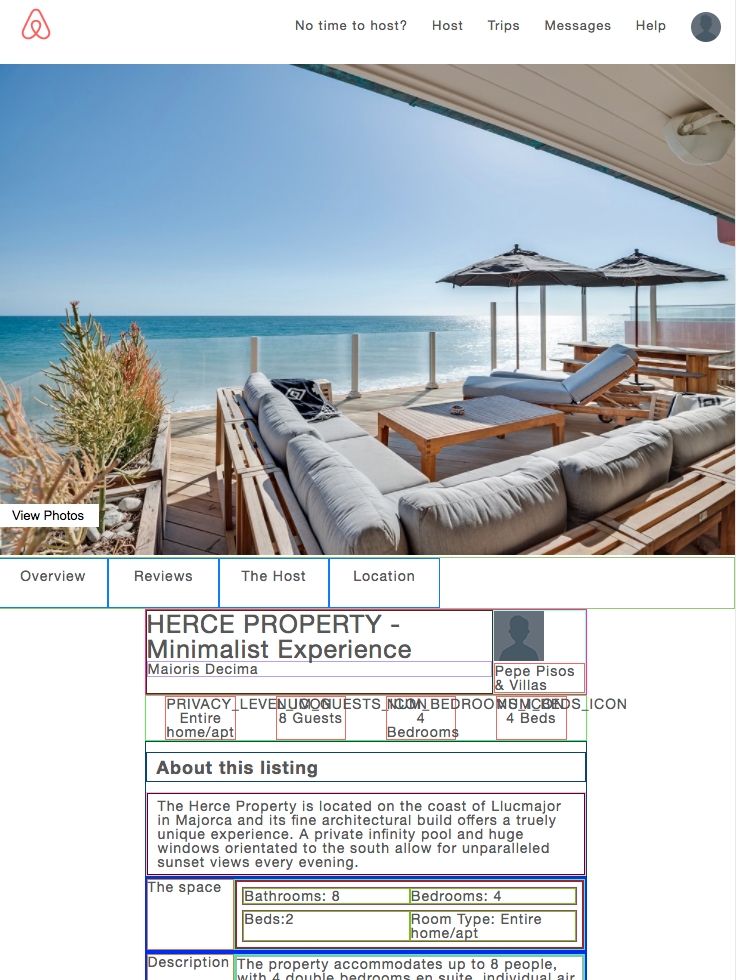 No time to host? Host Trips Messages Help
View Photos
Overview Reviews The Host Location
HERCE PROPERTY -
Minimalist Experience
Maioris Decima
Pepe Pisos
& Villas
PRIVACY_LEVEL_ICON NUM_GUESTS_ICON NUM_BEDROOMS_ICON NUM_BEDS_ICON
Entire 8 Guests 4 4 Beds
home/apt Bedrooms
About this listing
The Herce Property is located on the coast of Llucmajor
in Majorca and its fine architectural build offers a truely
unique experience. A private infinity pool and huge
windows orientated to the south allow for unparalleled
sunset views every evening.
The space
Bathrooms: 8 Bedrooms: 4
Beds:2 Room Type: Entire
home/apt
Description
The property accommodates up to 8 people,
with 4 double bedrooms en suite, individual air